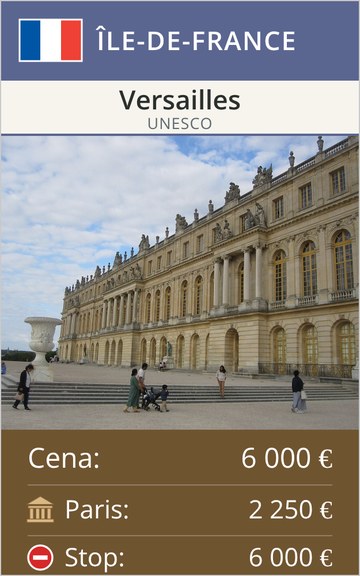 ÎLE-DE-FRANCE
Versailles
UNESCO
Cena: 6 000 €
Paris: 2 250 €
Stop: 6 000 €